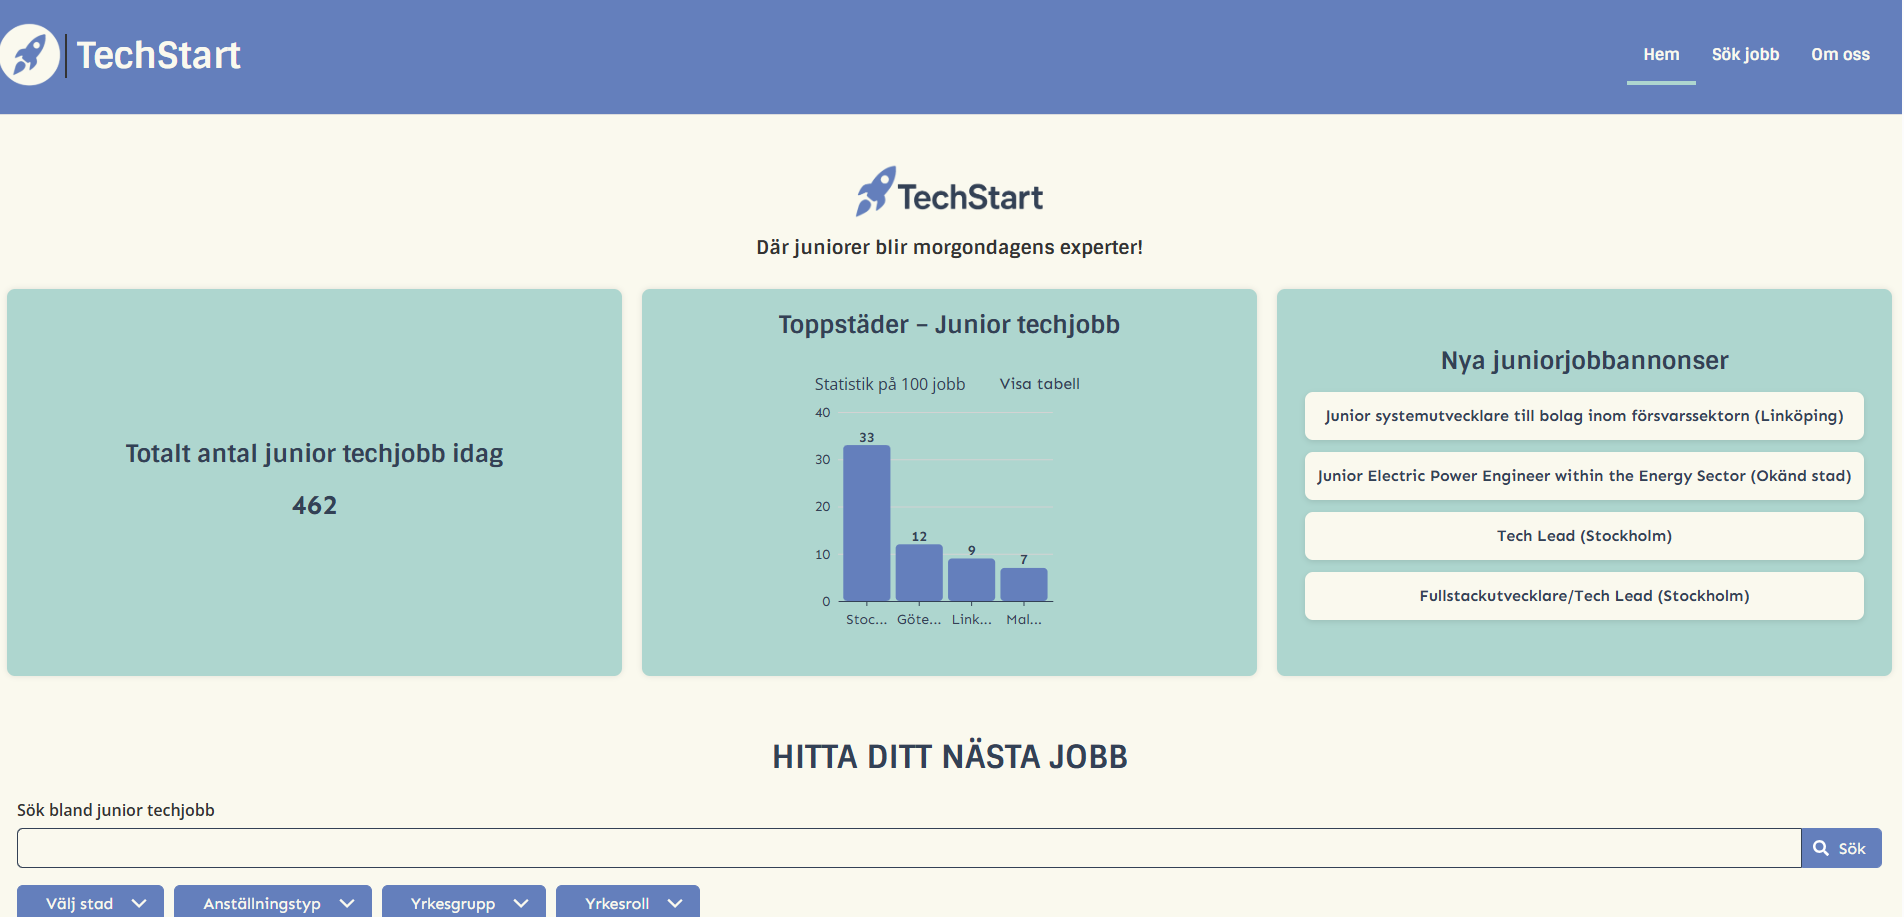 TechStart
Hem
Sök jobb
Om oss
TechStart
Där juniorer blir morgondagens experter!
Totalt antal junior techjobb idag
462
Toppstäder – Junior techjobb
Statistik på 100 jobb
Visa tabell
40
30
20
10
0
33
12
9
7
Stoc...
Göte...
Link...
Mal...
Nya juniorjobbannonser
Junior systemutvecklare till bolag inom försvarssektorn (Linköping)
Junior Electric Power Engineer within the Energy Sector (Okänd stad)
Tech Lead (Stockholm)
Fullstackutvecklare/Tech Lead (Stockholm)
HITTA DITT NÄSTA JOBB
Sök bland junior techjobb
Sök
Välj stad
Anställningstyp
Yrkesgrupp
Yrkesroll